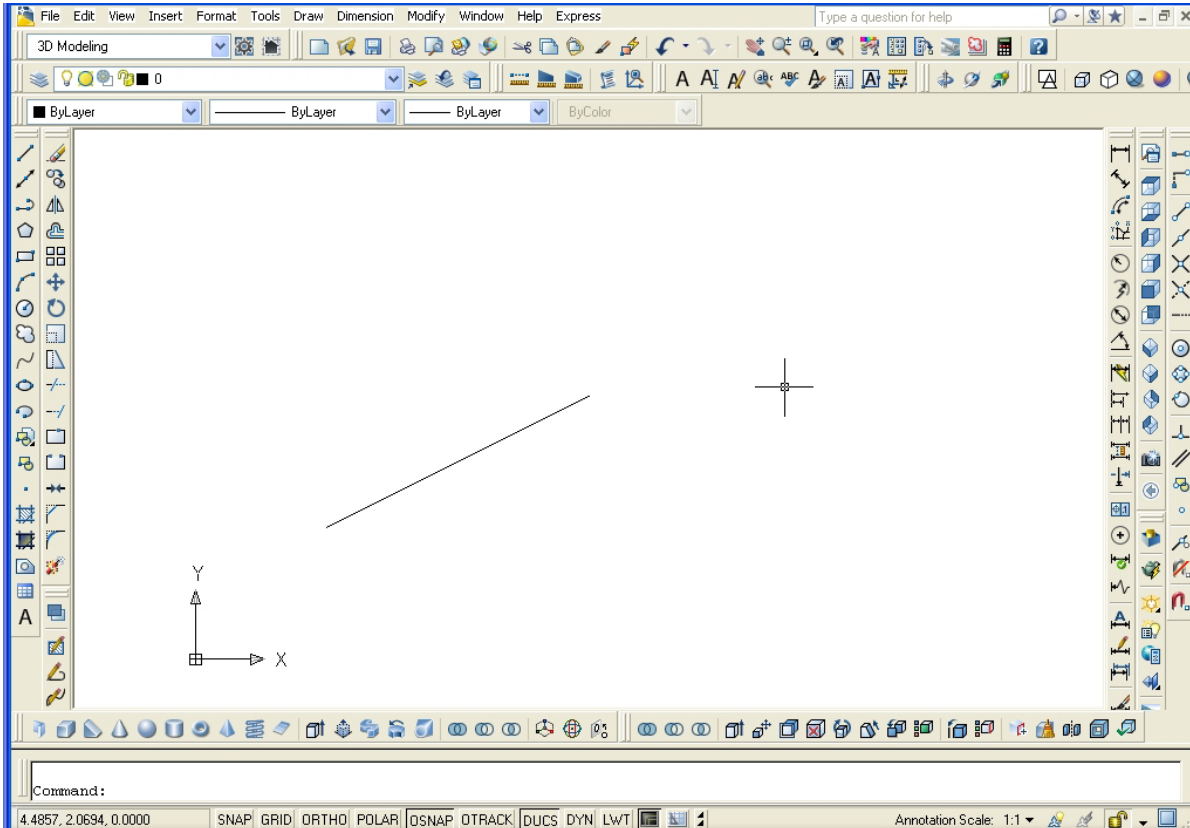 File Edit View Insert Format Tools Draw Dimension Modify Window Help Express Type a question for help
3D Modeling
0 A AI A ABC A A A
ByLayer ByLayer ByLayer ByColor
A
Y
X
Command:
4.4857, 2.0694, 0.0000 SNAP GRID ORTHO POLAR OSNAP OTRACK DUCS DYN LWT Annotation Scale: 1:1